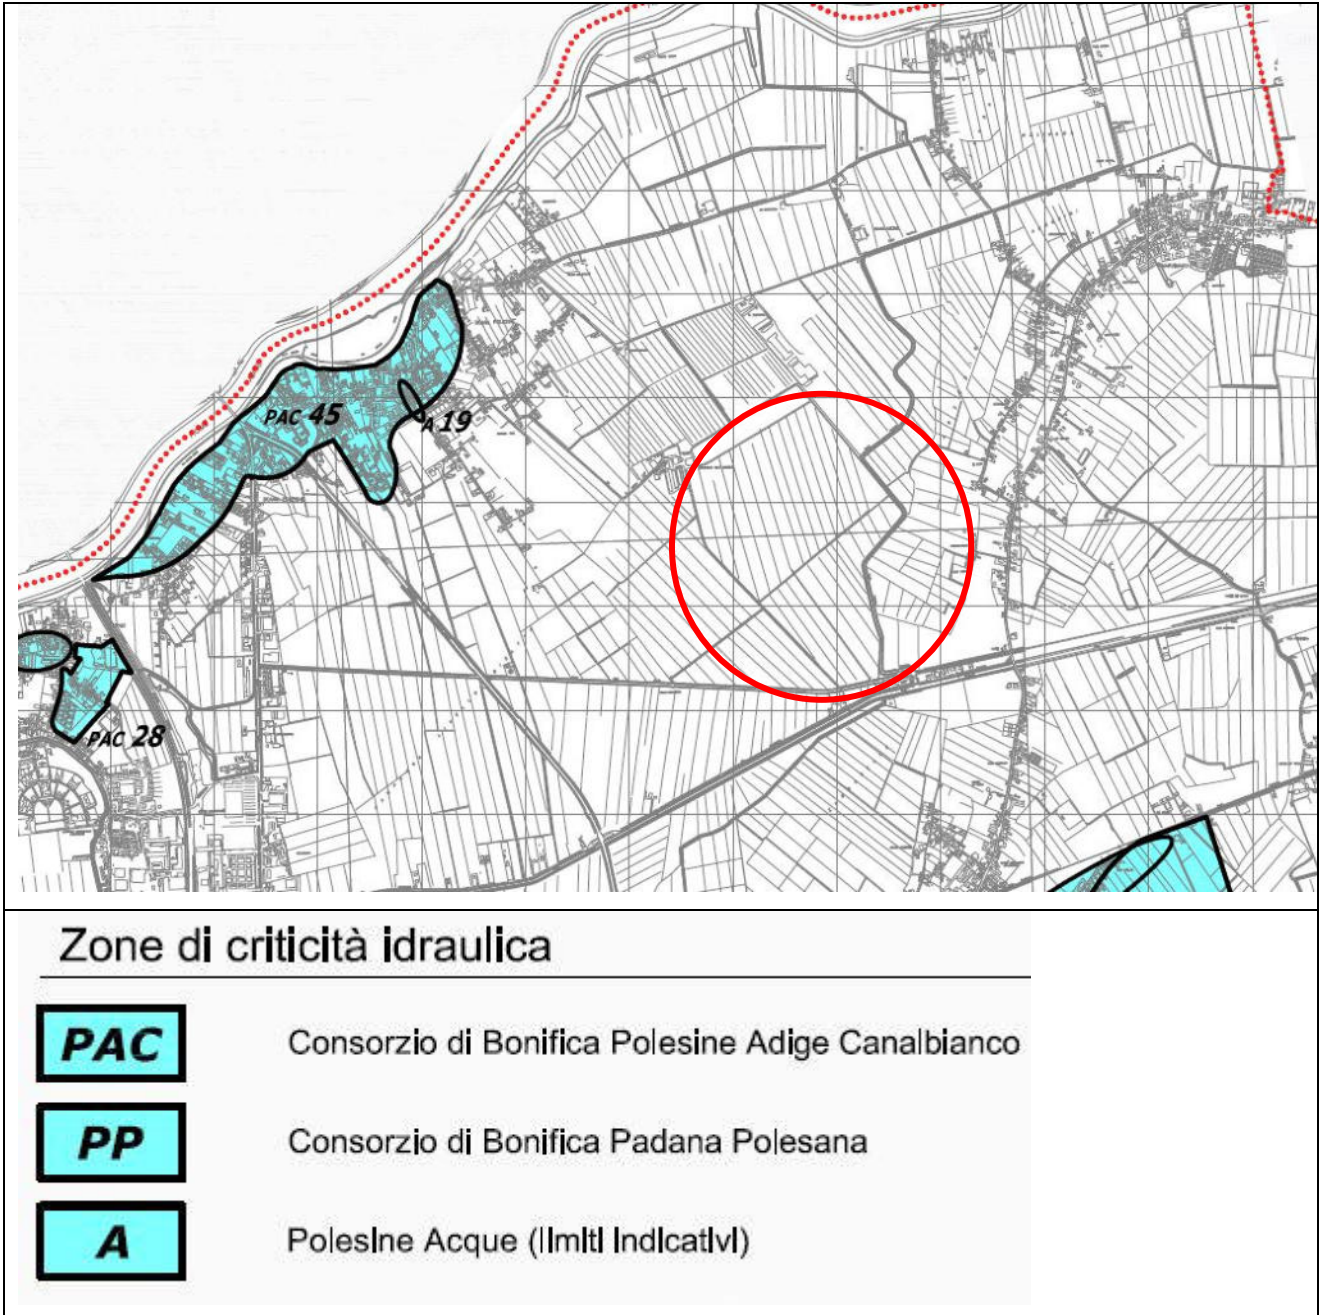 PAC 45
A 19
PAC 28
Zone di criticità idraulica
PAC
Consorzio di Bonifica Polesine Adige Canalbianco
PP
Consorzio di Bonifica Padana Polesana
A
Polesine Acque (limiti indicativi)